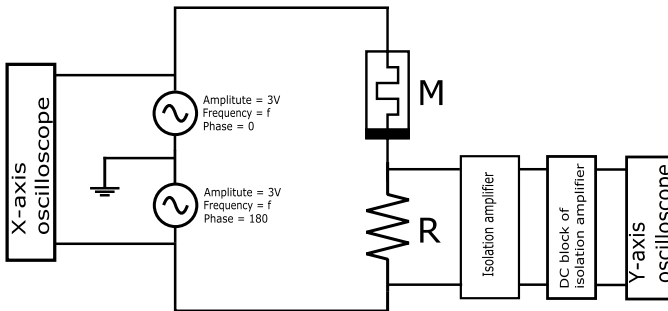 X-axis
oscilloscope
Amplitute = 3V
Frequency = f
Phase = 0
Amplitute = 3V
Frequency = f
Phase = 180
M
R
Isolation amplifier
DC block of
isolation amplifier
Y-axis
oscilloscope